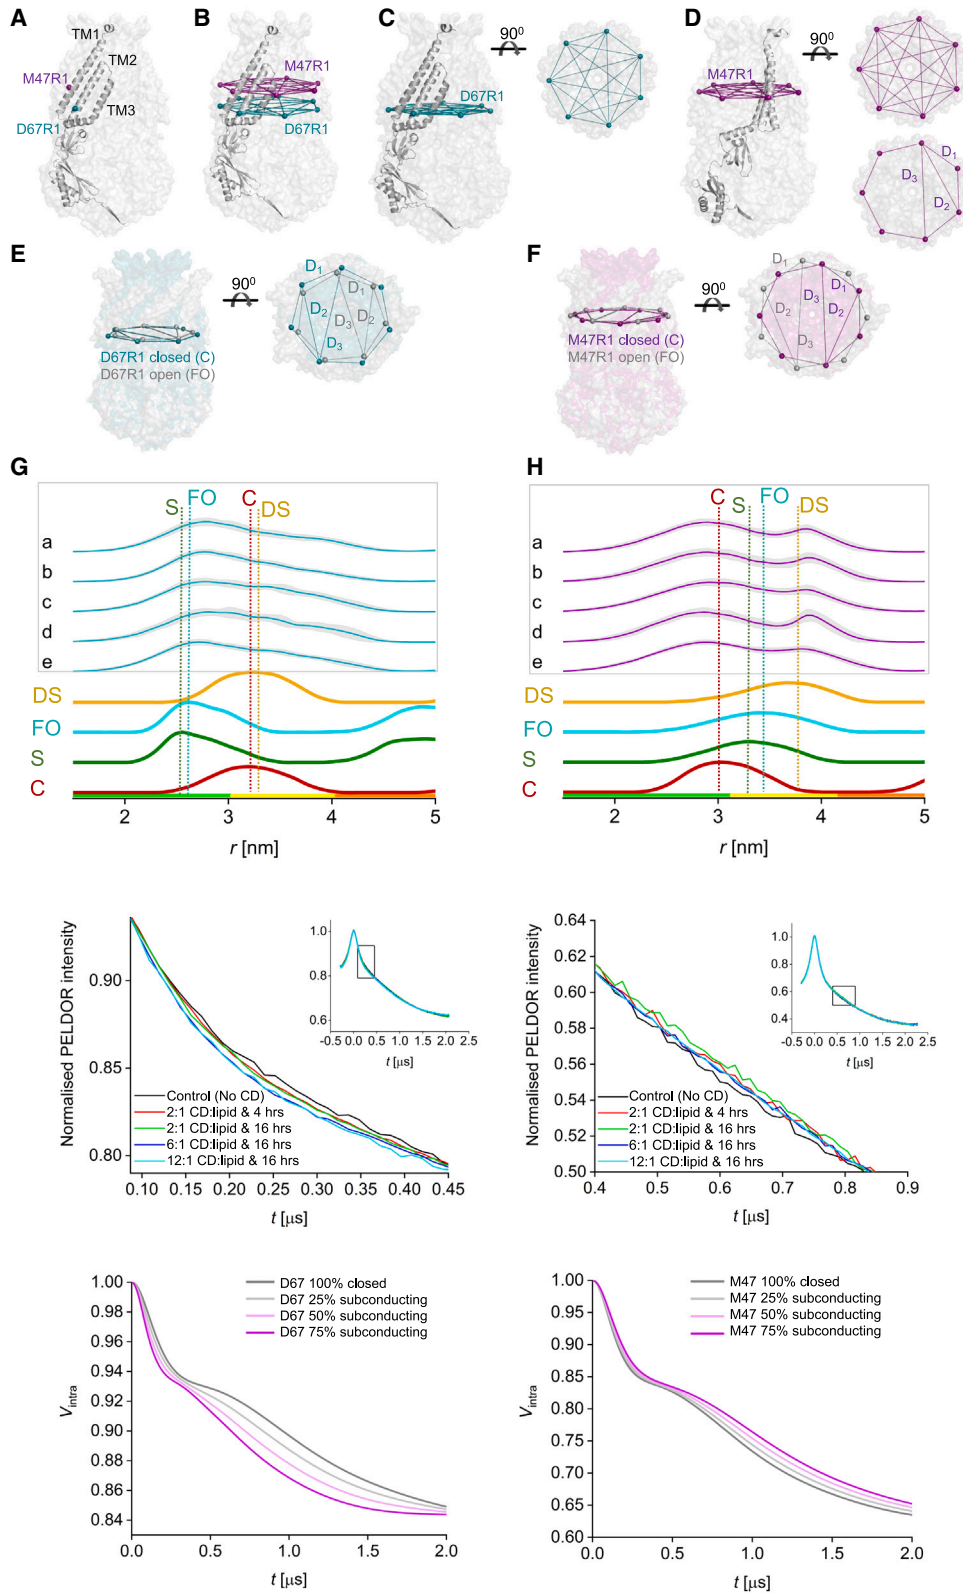 A
TM1
TM2
M47R1
TM3
D67R1
B
M47R1
D67R1
C
90⁰
D67R1
D
90⁰
M47R1
D₁
D₃
D₂
E
90⁰
D67R1 closed (C)
D67R1 open (FO)
D₁
D₁
D₂
D₂
D₃
D₃
F
90⁰
M47R1 closed (C)
M47R1 open (FO)
D₁
D₁
D₃
D₂
D₂
D₃
G
S
FO
C
DS
a
b
c
d
e
DS
FO
S
C
2
3
4
5
r [nm]
H
C
S
FO
DS
a
b
c
d
e
DS
FO
S
C
2
3
4
5
r [nm]
Normalised PELDOR intensity
0.90
0.85
0.80
0.10 0.15 0.20 0.25 0.30 0.35 0.40 0.45
t [μs]
Control (No CD)
2:1 CD:lipid & 4 hrs
2:1 CD:lipid & 16 hrs
6:1 CD:lipid & 16 hrs
12:1 CD:lipid & 16 hrs
1.0
0.8
0.6
-0.5 0.0 0.5 1.0 1.5 2.0 2.5
t [μs]
Normalised PELDOR intensity
0.64
0.62
0.60
0.58
0.56
0.54
0.52
0.50
0.4 0.5 0.6 0.7 0.8 0.9
t [μs]
Control (No CD)
2:1 CD:lipid & 4 hrs
2:1 CD:lipid & 16 hrs
6:1 CD:lipid & 16 hrs
12:1 CD:lipid & 16 hrs
1.0
0.8
0.6
0.4
-0.5 0.0 0.5 1.0 1.5 2.0 2.5
t [μs]
V intra
1.00
0.98
0.96
0.94
0.92
0.90
0.88
0.86
0.84
0.0 0.5 1.0 1.5 2.0
t [μs]
D67 100% closed
D67 25% subconducting
D67 50% subconducting
D67 75% subconducting
V intra
1.00
0.95
0.90
0.85
0.80
0.75
0.70
0.65
0.60
0.0 0.5 1.0 1.5 2.0
t [μs]
M47 100% closed
M47 25% subconducting
M47 50% subconducting
M47 75% subconducting